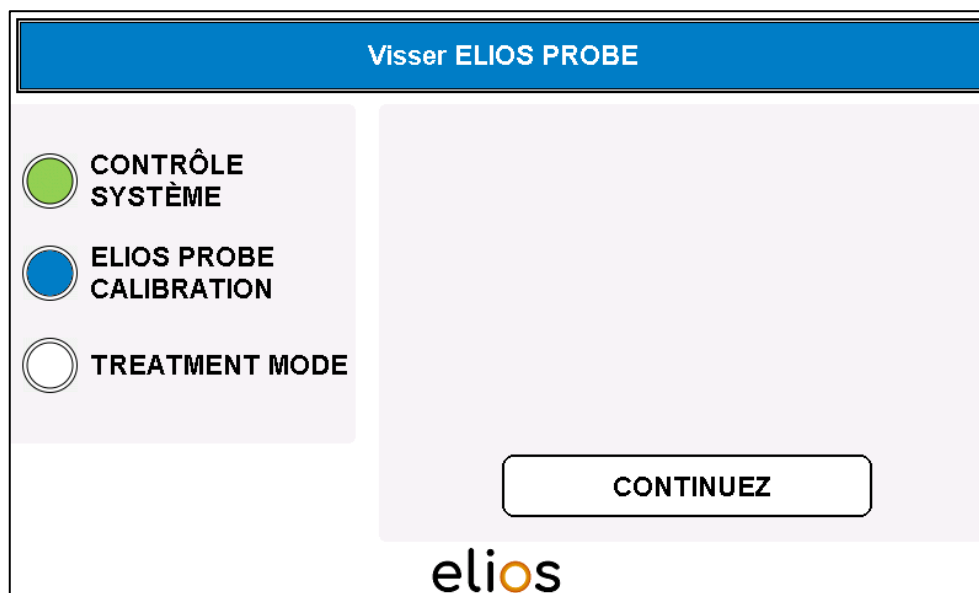 Visser ELIOS PROBE
CONTRÔLE
SYSTÈME
ELIOS PROBE
CALIBRATION
TREATMENT MODE
CONTINUEZ
elios